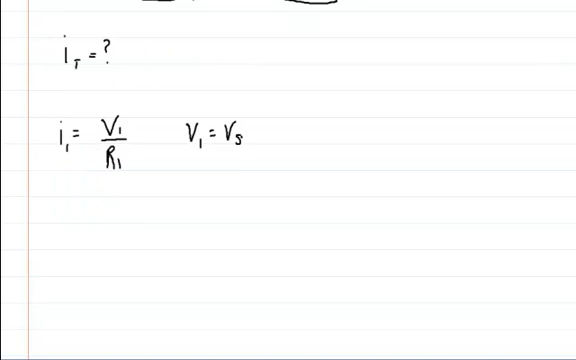 i_T = ?
i_1 = V_1 / R_1    V_1 = V_S